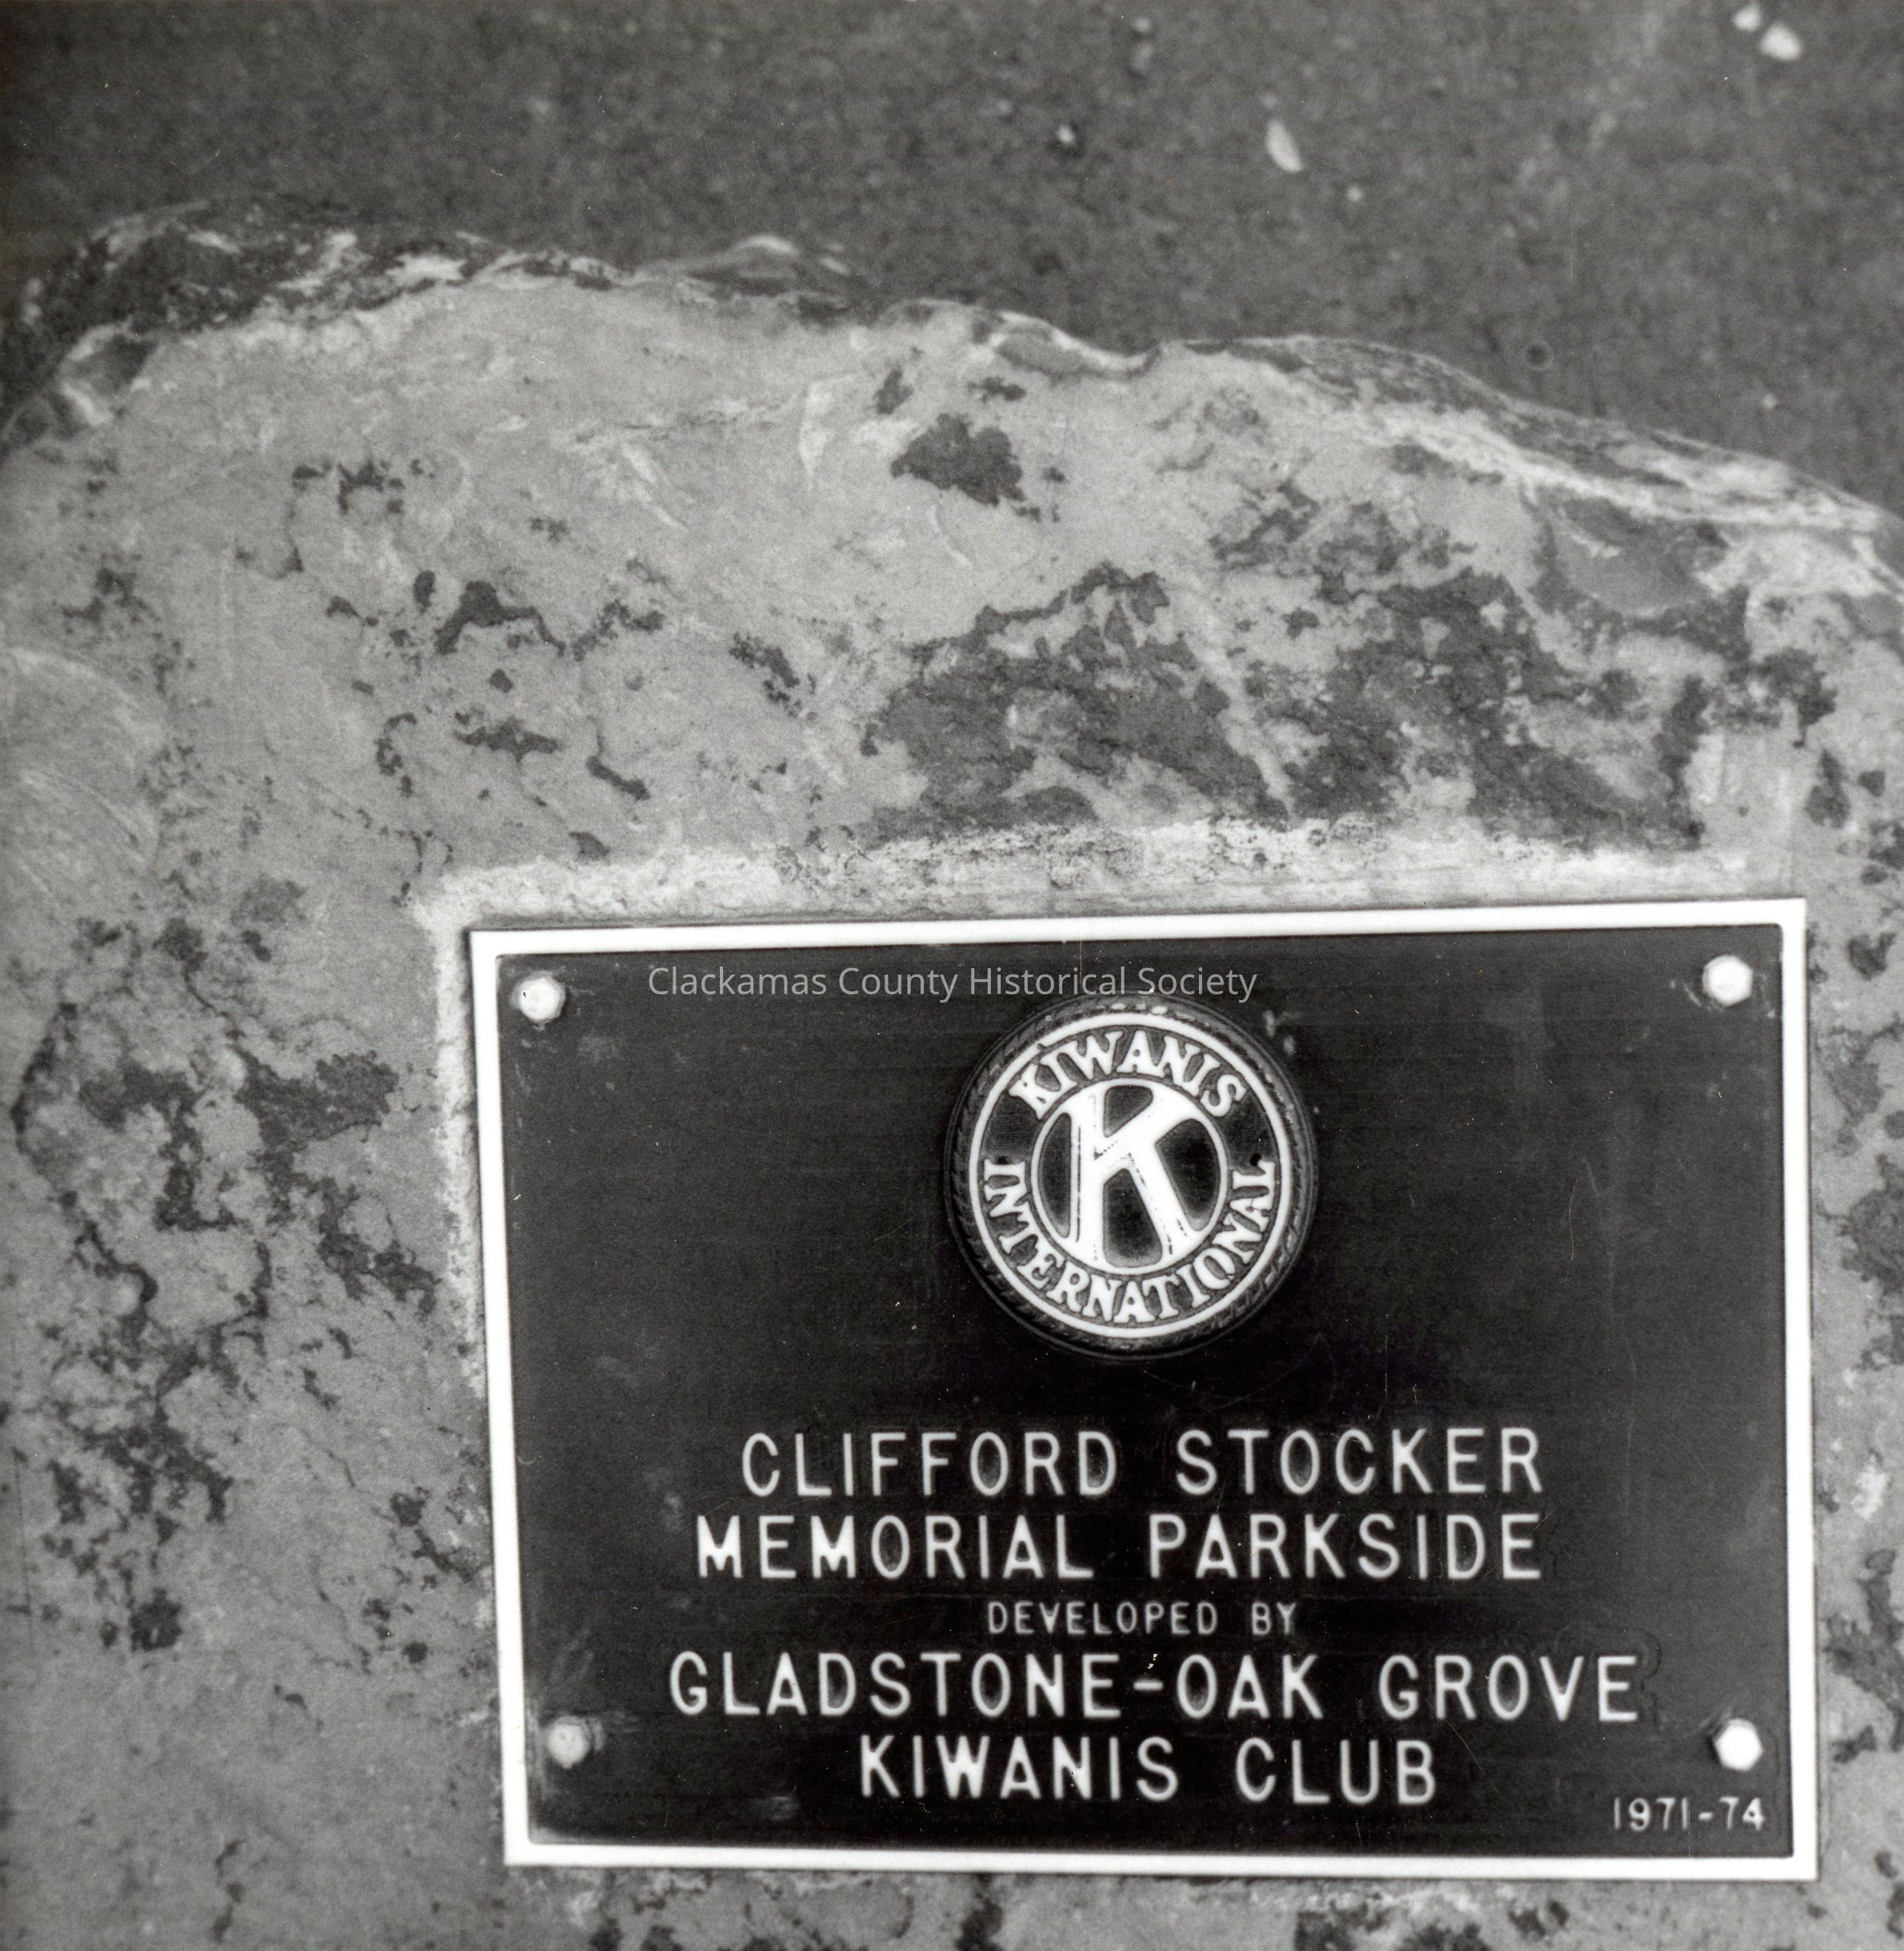 Clackamas County Historical Society
KIWANIS
K
INTERNATIONAL
CLIFFORD STOCKER
MEMORIAL PARKSIDE
DEVELOPED BY
GLADSTONE-OAK GROVE
KIWANIS CLUB
1971-74